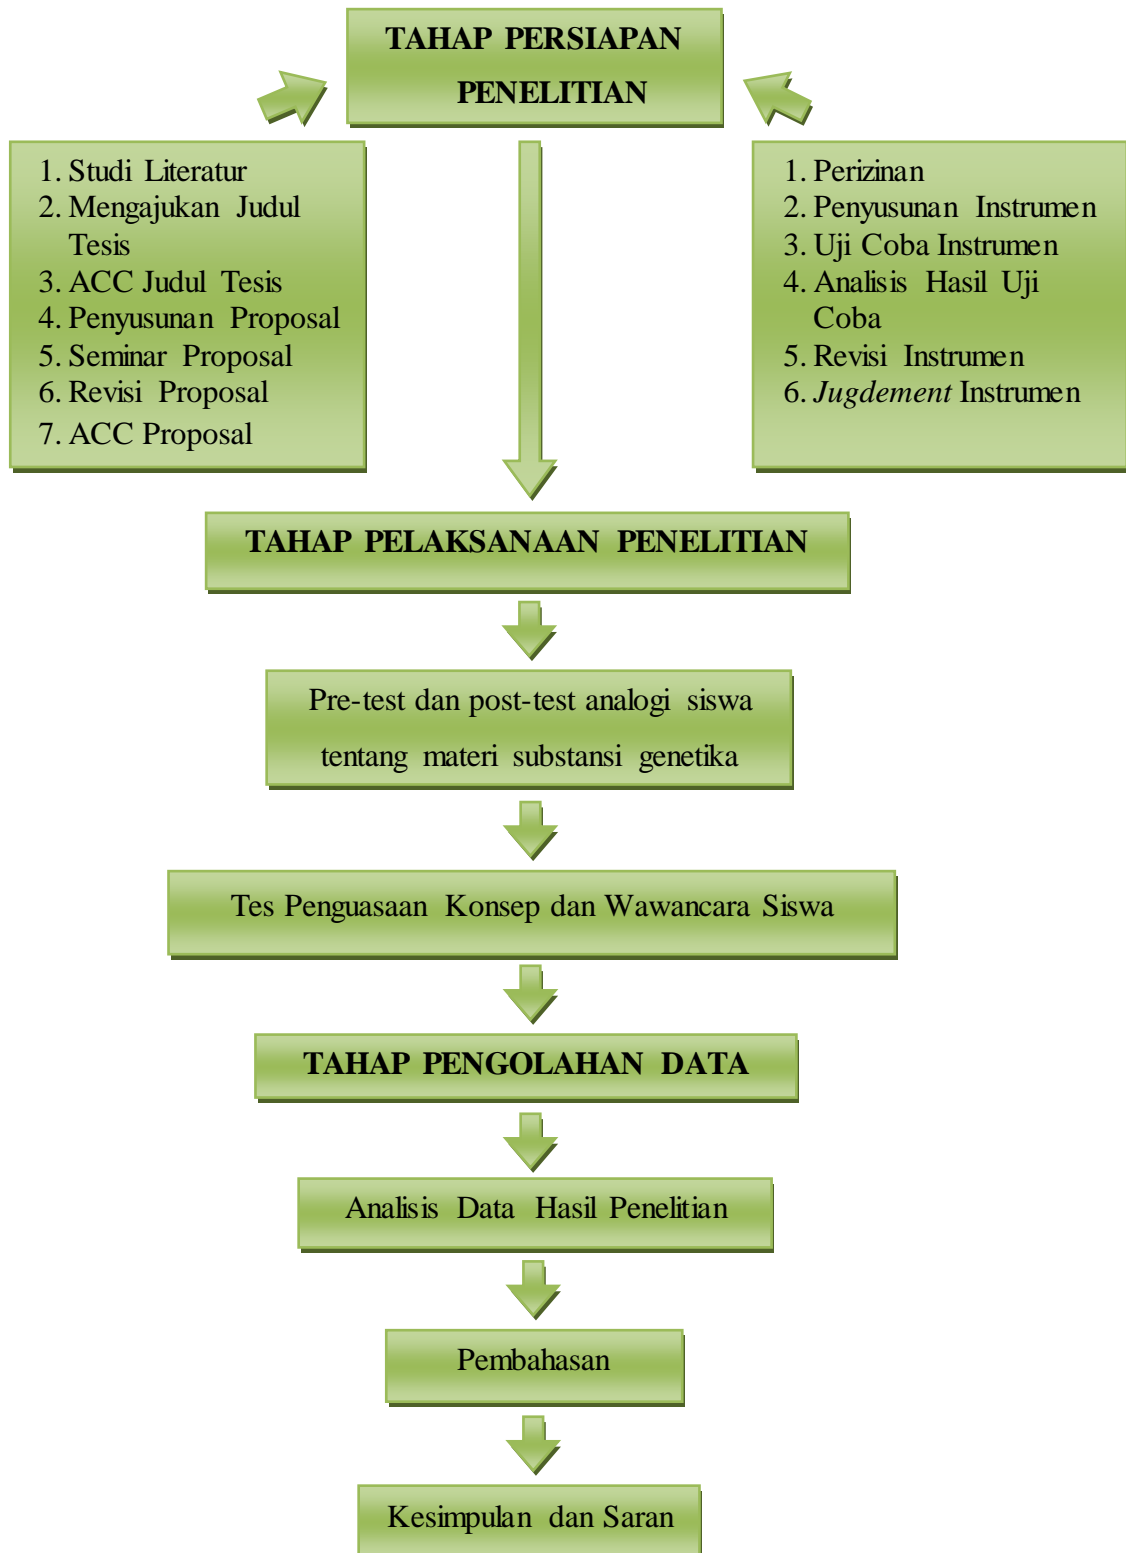 TAHAP PERSIAPAN
PENELITIAN
1. Studi Literatur
2. Mengajukan Judul
Tesis
3. ACC Judul Tesis
4. Penyusunan Proposal
5. Seminar Proposal
6. Revisi Proposal
7. ACC Proposal
1. Perizinan
2. Penyusunan Instrumen
3. Uji Coba Instrumen
4. Analisis Hasil Uji
Coba
5. Revisi Instrumen
6. Jugdement Instrumen
TAHAP PELAKSANAAN PENELITIAN
Pre-test dan post-test analogi siswa
tentang materi substansi genetika
Tes Penguasaan Konsep dan Wawancara Siswa
TAHAP PENGOLAHAN DATA
Analisis Data Hasil Penelitian
Pembahasan
Kesimpulan dan Saran